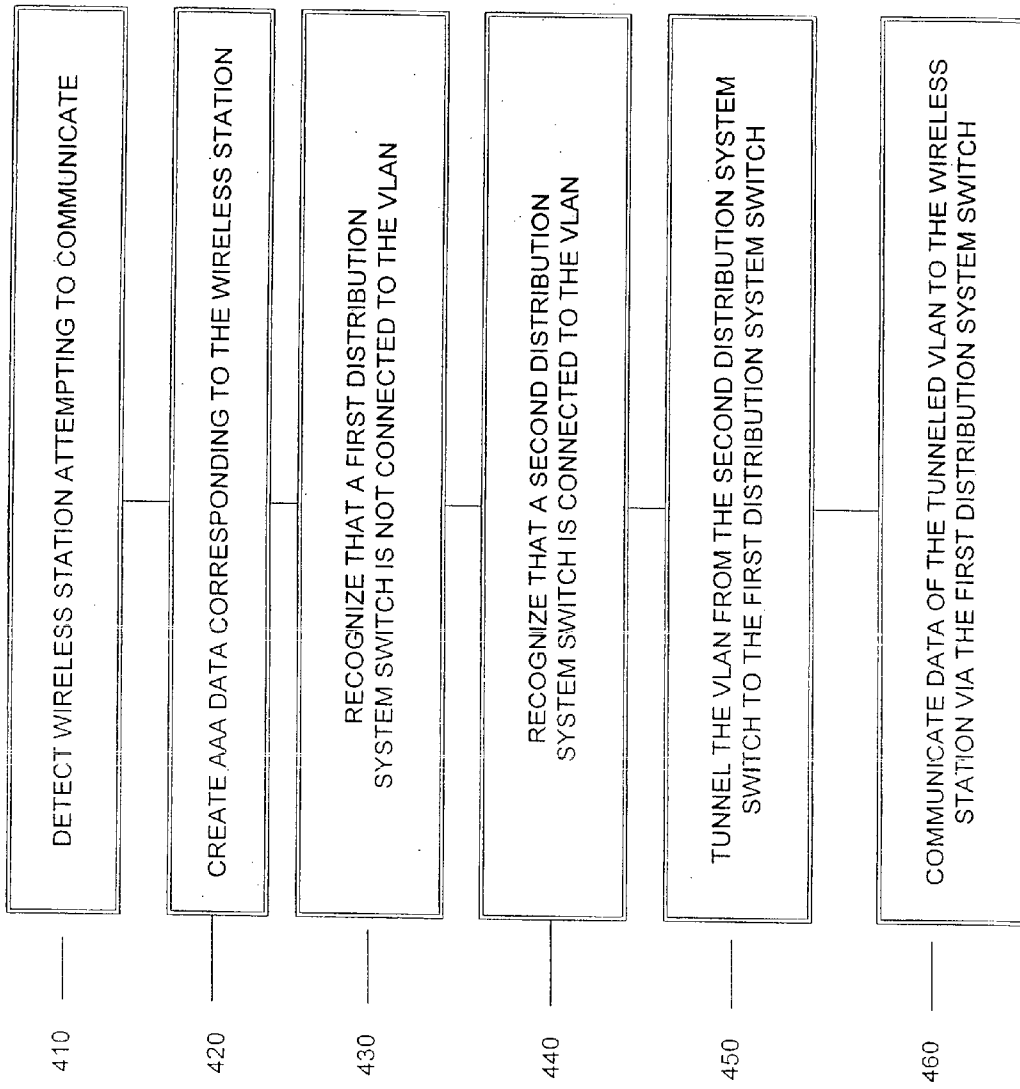 410
DETECT WIRELESS STATION ATTEMPTING TO COMMUNICATE
420
CREATE AAA DATA CORRESPONDING TO THE WIRELESS STATION
430
RECOGNIZE THAT A FIRST DISTRIBUTION
SYSTEM SWITCH IS NOT CONNECTED TO THE VLAN
440
RECOGNIZE THAT A SECOND DISTRIBUTION
SYSTEM SWITCH IS CONNECTED TO THE VLAN
450
TUNNEL THE VLAN FROM THE SECOND DISTRIBUTION SYSTEM
SWITCH TO THE FIRST DISTRIBUTION SYSTEM SWITCH
460
COMMUNICATE DATA OF THE TUNNELED VLAN TO THE WIRELESS
STATION VIA THE FIRST DISTRIBUTION SYSTEM SWITCH